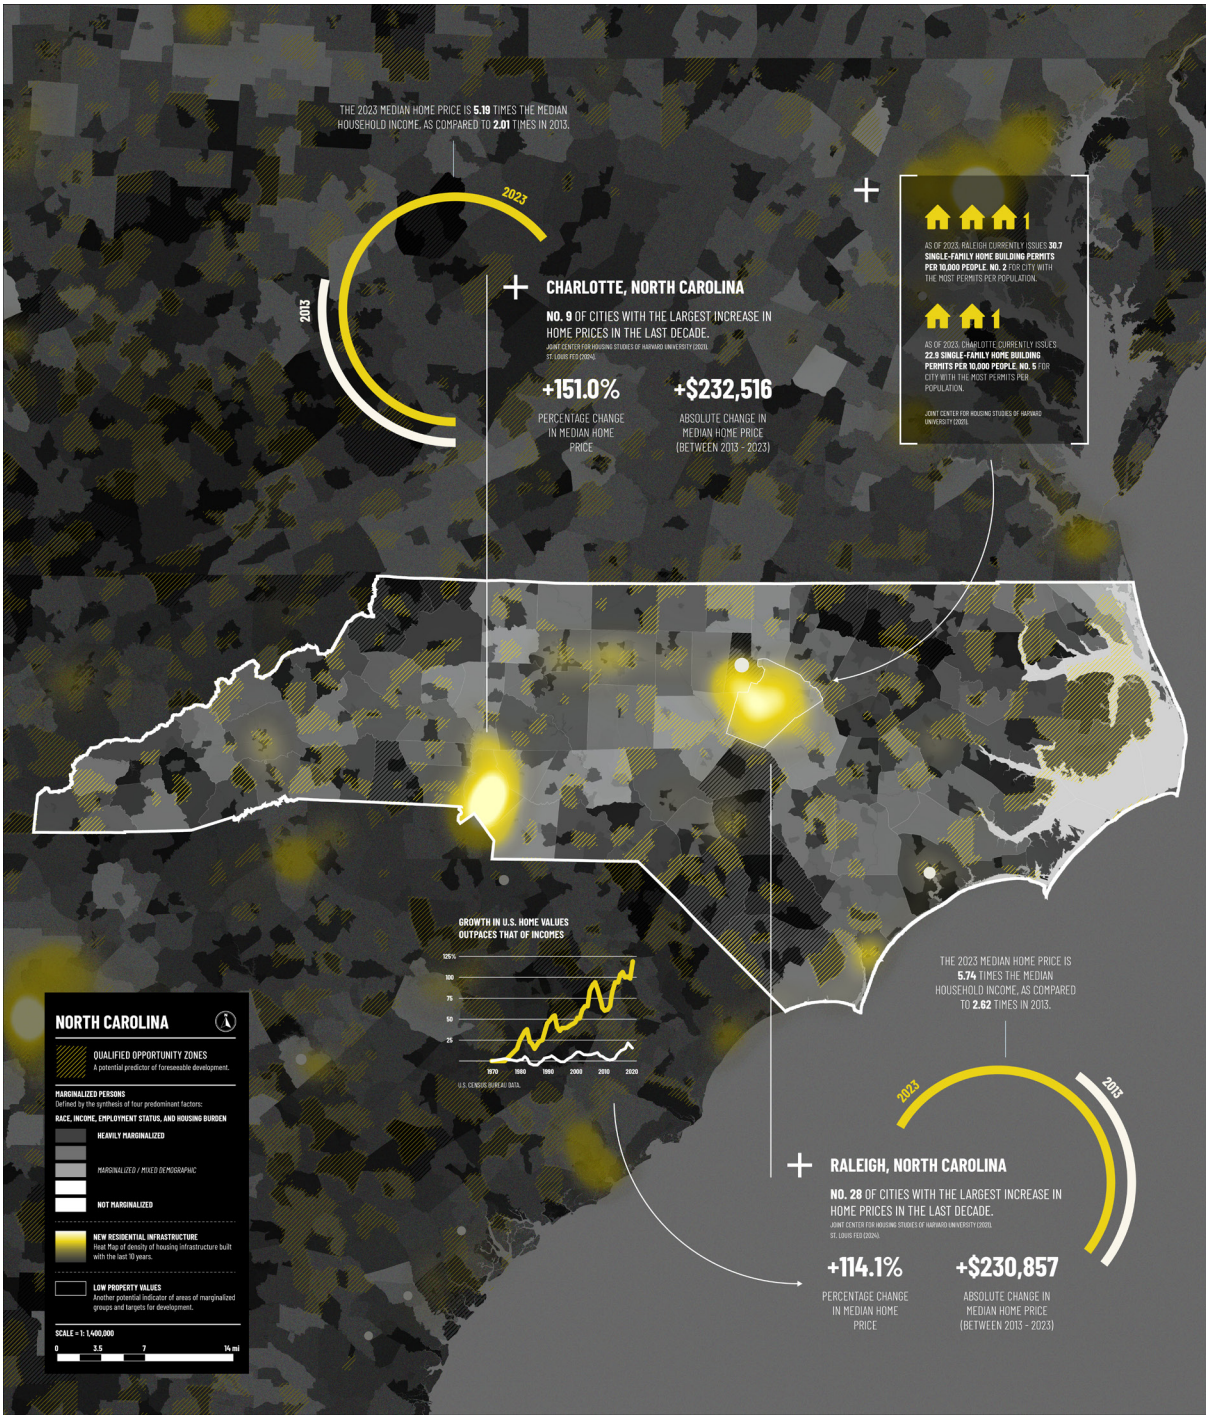 THE 2023 MEDIAN HOME PRICE IS 5.19 TIMES THE MEDIAN
HOUSEHOLD INCOME, AS COMPARED TO 2.01 TIMES IN 2013.
2023
2013
CHARLOTTE, NORTH CAROLINA
NO. 9 OF CITIES WITH THE LARGEST INCREASE IN
HOME PRICES IN THE LAST DECADE.
JOINT CENTER FOR HOUSING STUDIES OF HARVARD UNIVERSITY (2021).
ST. LOUIS FED (2024).
+151.0%
PERCENTAGE CHANGE
IN MEDIAN HOME
PRICE
+$232,516
ABSOLUTE CHANGE IN
MEDIAN HOME PRICE
(BETWEEN 2013 - 2023)
AS OF 2023, RALEIGH CURRENTLY ISSUES 30.7
SINGLE-FAMILY HOME BUILDING PERMITS
PER 10,000 PEOPLE. NO. 2 FOR CITY WITH
THE MOST PERMITS PER POPULATION.
AS OF 2023, CHARLOTTE CURRENTLY ISSUES
22.9 SINGLE-FAMILY HOME BUILDING
PERMITS PER 10,000 PEOPLE. NO. 5 FOR
CITY WITH THE MOST PERMITS PER
POPULATION.
JOINT CENTER FOR HOUSING STUDIES OF HARVARD
UNIVERSITY (2021).
GROWTH IN U.S. HOME VALUES
OUTPACES THAT OF INCOMES
125%
100
75
50
25
1970 1980 1990 2000 2010 2020
U.S. CENSUS BUREAU DATA.
THE 2023 MEDIAN HOME PRICE IS
5.74 TIMES THE MEDIAN
HOUSEHOLD INCOME, AS COMPARED
TO 2.62 TIMES IN 2013.
2023
2013
RALEIGH, NORTH CAROLINA
NO. 28 OF CITIES WITH THE LARGEST INCREASE IN
HOME PRICES IN THE LAST DECADE.
JOINT CENTER FOR HOUSING STUDIES OF HARVARD UNIVERSITY (2021).
ST. LOUIS FED (2024).
+114.1%
PERCENTAGE CHANGE
IN MEDIAN HOME
PRICE
+$230,857
ABSOLUTE CHANGE IN
MEDIAN HOME PRICE
(BETWEEN 2013 - 2023)
NORTH CAROLINA
QUALIFIED OPPORTUNITY ZONES
A potential predictor of foreseeable development.
MARGINALIZED PERSONS
Defined by the synthesis of four predominant factors:
RACE, INCOME, EMPLOYMENT STATUS, AND HOUSING BURDEN
HEAVILY MARGINALIZED
MARGINALIZED / MIXED DEMOGRAPHIC
NOT MARGINALIZED
NEW RESIDENTIAL INFRASTRUCTURE
Heat Map of density of housing infrastructure built
with the last 10 years.
LOW PROPERTY VALUES
Another potential indicator of areas of marginalized
groups and targets for development.
SCALE = 1: 1,400,000
0 3.5 7 14 mi